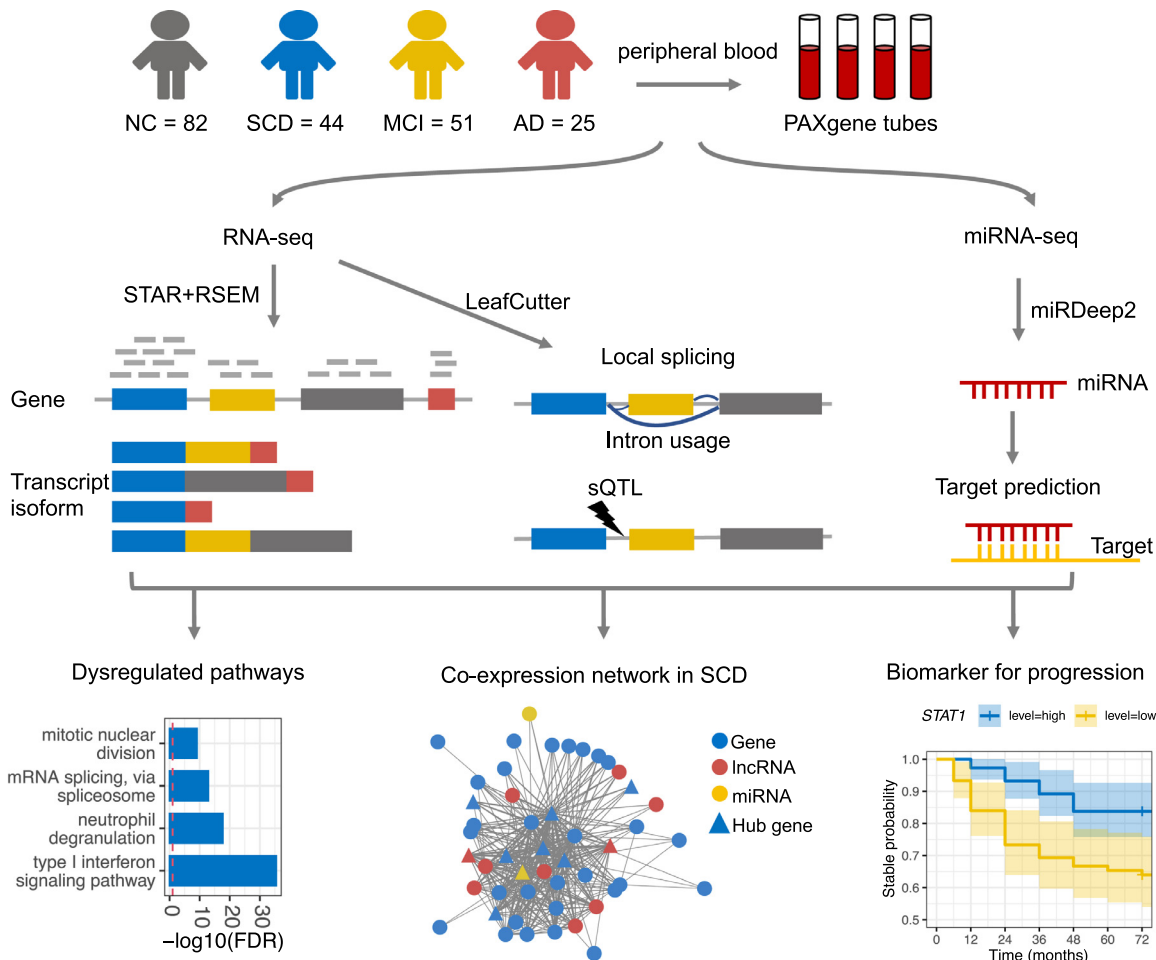 peripheral blood
NC = 82
SCD = 44
MCI = 51
AD = 25
PAXgene tubes
RNA-seq
miRNA-seq
STAR+RSEM
LeafCutter
miRDeep2
Gene
Local splicing
Intron usage
miRNA
Transcript
isoform
sQTL
Target prediction
Target
Dysregulated pathways
mitotic nuclear
division
mRNA splicing, via
spliceosome
neutrophil
degranulation
type I interferon
signaling pathway
0 10 20 30
−log10(FDR)
Co-expression network in SCD
Gene
lncRNA
miRNA
Hub gene
Biomarker for progression
STAT1 level=high level=low
Stable probability
1.0
0.9
0.8
0.7
0.6
0.5
0 12 24 36 48 60 72
Time (months)